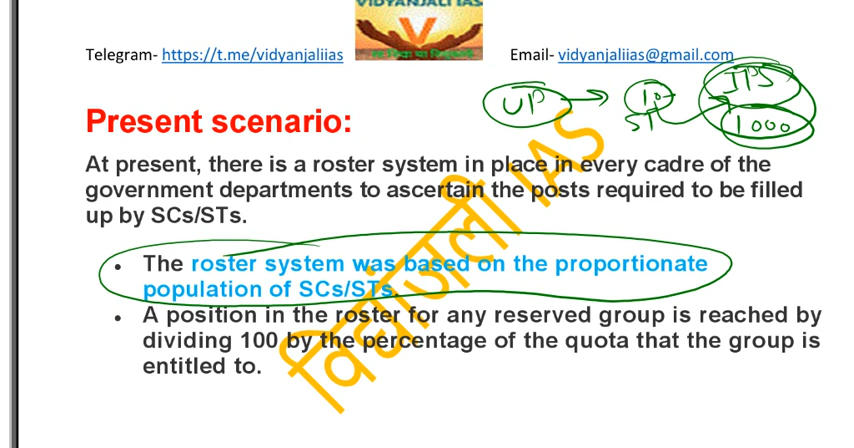 VIDYANJALI IAS
Telegram- https://t.me/vidyanjaliias
Email- vidyanjaliias@gmail.com
UP
ST
IPS
1000
Present scenario:
At present, there is a roster system in place in every cadre of the
government departments to ascertain the posts required to be filled
up by SCs/STs.
• The roster system was based on the proportionate
population of SCs/STs.
• A position in the roster for any reserved group is reached by
dividing 100 by the percentage of the quota that the group is
entitled to.
विद्यांजली IAS